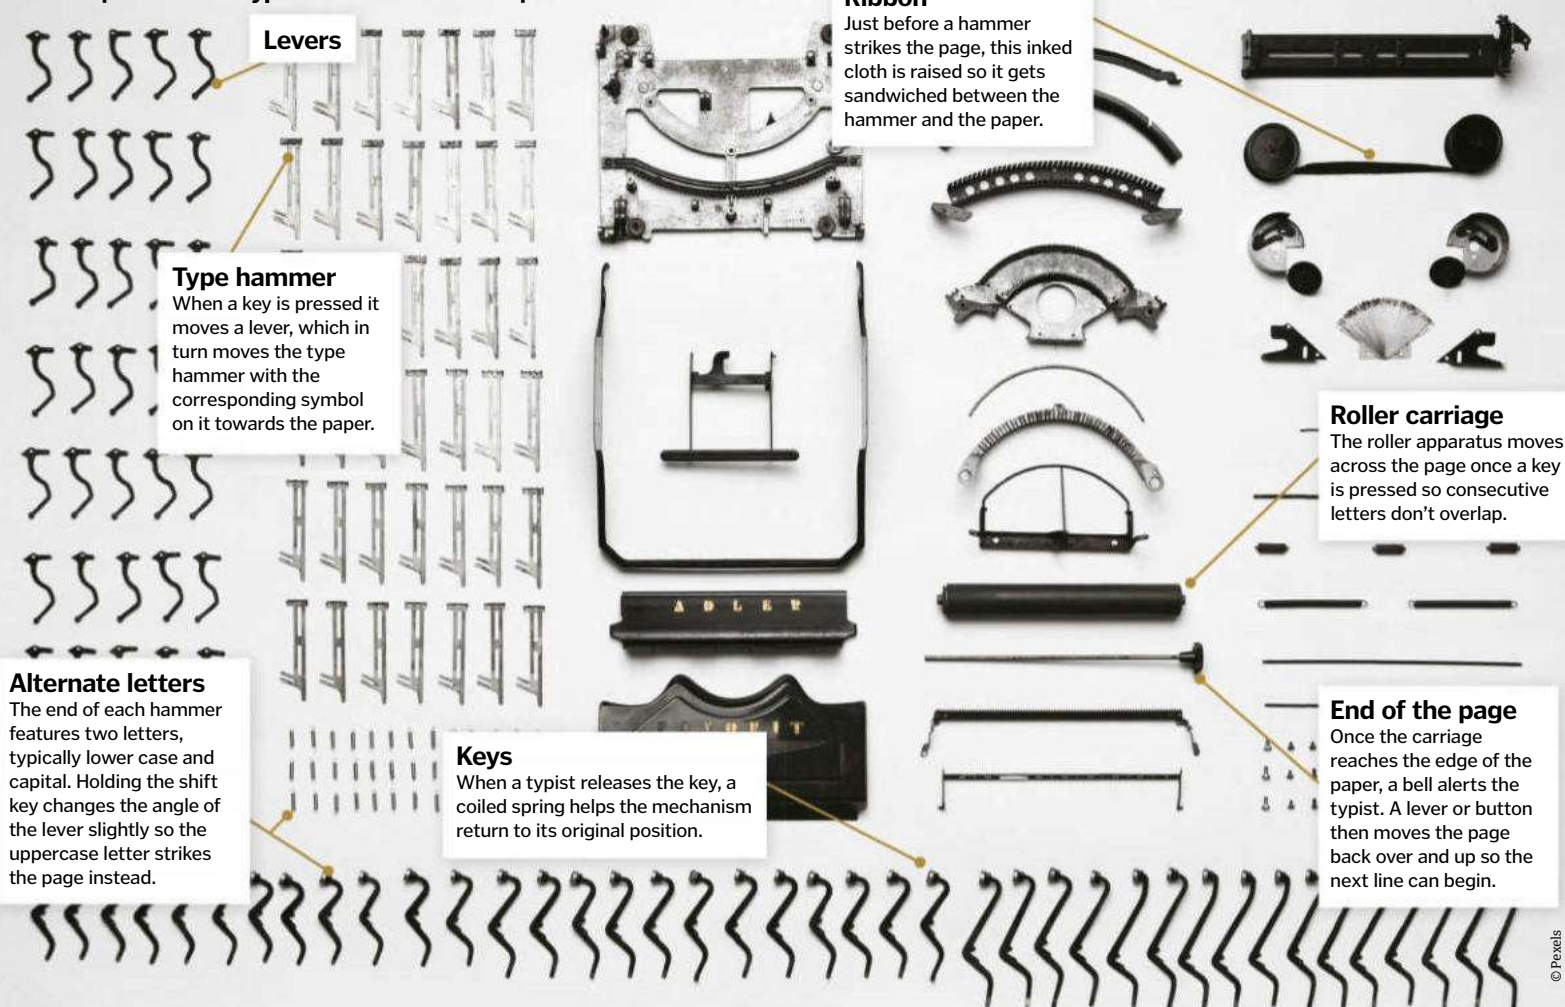 Levers
Ribbon
Just before a hammer
strikes the page, this inked
cloth is raised so it gets
sandwiched between the
hammer and the paper.
Type hammer
When a key is pressed it
moves a lever, which in
turn moves the type
hammer with the
corresponding symbol
on it towards the paper.
Roller carriage
The roller apparatus moves
across the page once a key
is pressed so consecutive
letters don’t overlap.
ADLER
Alternate letters
The end of each hammer
features two letters,
typically lower case and
capital. Holding the shift
key changes the angle of
the lever slightly so the
uppercase letter strikes
the page instead.
Keys
When a typist releases the key, a
coiled spring helps the mechanism
return to its original position.
End of the page
Once the carriage
reaches the edge of the
paper, a bell alerts the
typist. A lever or button
then moves the page
back over and up so the
next line can begin.
© Pexels